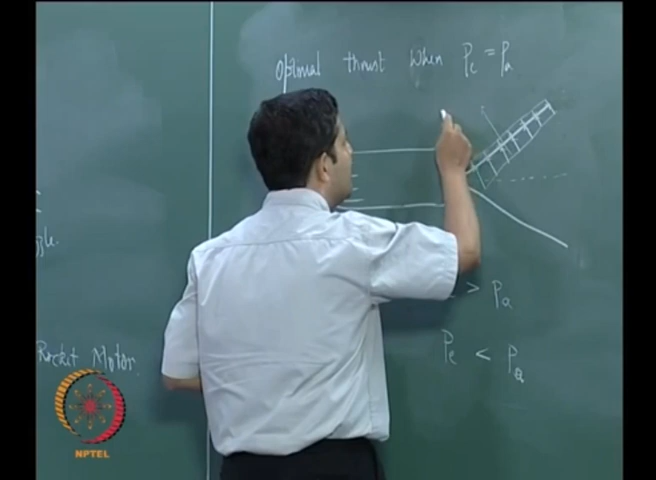 Optimal thrust when Pe = Pa
> Pa
Pe < Pa
Rocket Motor.
NPTEL